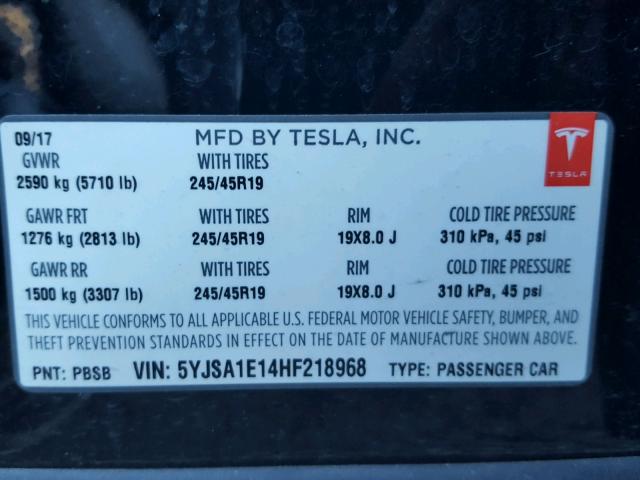 09/17 MFD BY TESLA, INC.
TESLA
GVWR WITH TIRES
2590 kg (5710 lb) 245/45R19
GAWR FRT WITH TIRES RIM COLD TIRE PRESSURE
1276 kg (2813 lb) 245/45R19 19X8.0 J 310 kPa, 45 psi
GAWR RR WITH TIRES RIM COLD TIRE PRESSURE
1500 kg (3307 lb) 245/45R19 19X8.0 J 310 kPa, 45 psi
THIS VEHICLE CONFORMS TO ALL APPLICABLE U.S. FEDERAL MOTOR VEHICLE SAFETY, BUMPER, AND
THEFT PREVENTION STANDARDS IN EFFECT ON THE DATE OF MANUFACTURE SHOWN ABOVE.
PNT: PBSB VIN: 5YJSA1E14HF218968 TYPE: PASSENGER CAR